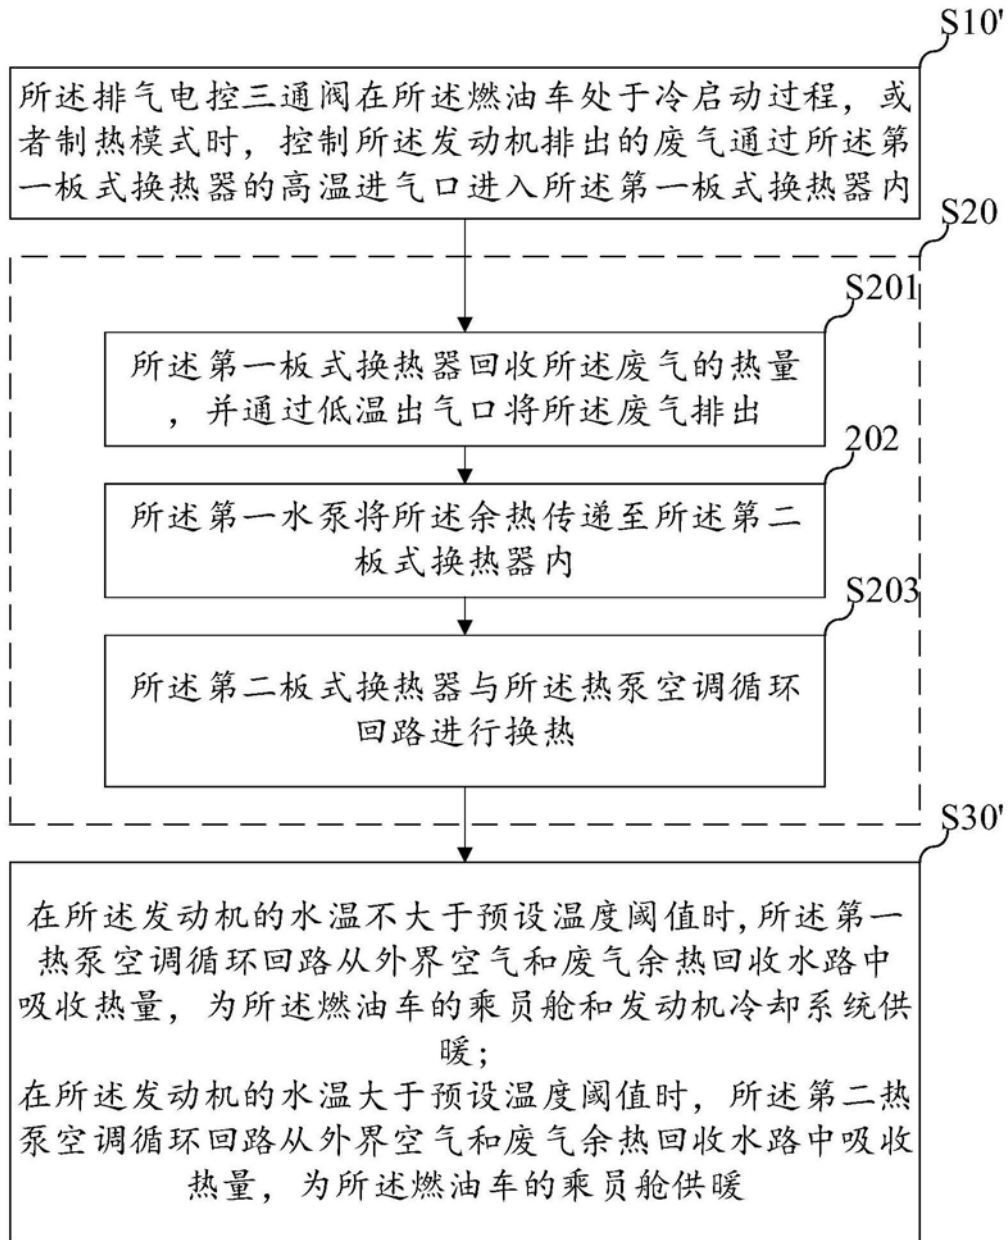 S10'
所述排气电控三通阀在所述燃油车处于冷启动过程，或
者制热模式时，控制所述发动机排出的废气通过所述第
一板式换热器的高温进气口进入所述第一板式换热器内
S20
S201
所述第一板式换热器回收所述废气的热量
，并通过低温出气口将所述废气排出
202
所述第一水泵将所述余热传递至所述第二
板式换热器内
S203
所述第二板式换热器与所述热泵空调循环
回路进行换热
S30'
在所述发动机的水温不大于预设温度阈值时,所述第一
热泵空调循环回路从外界空气和废气余热回收水路中
吸收热量，为所述燃油车的乘员舱和发动机冷却系统供
暖；
在所述发动机的水温大于预设温度阈值时，所述第二热
泵空调循环回路从外界空气和废气余热回收水路中吸收
热量，为所述燃油车的乘员舱供暖